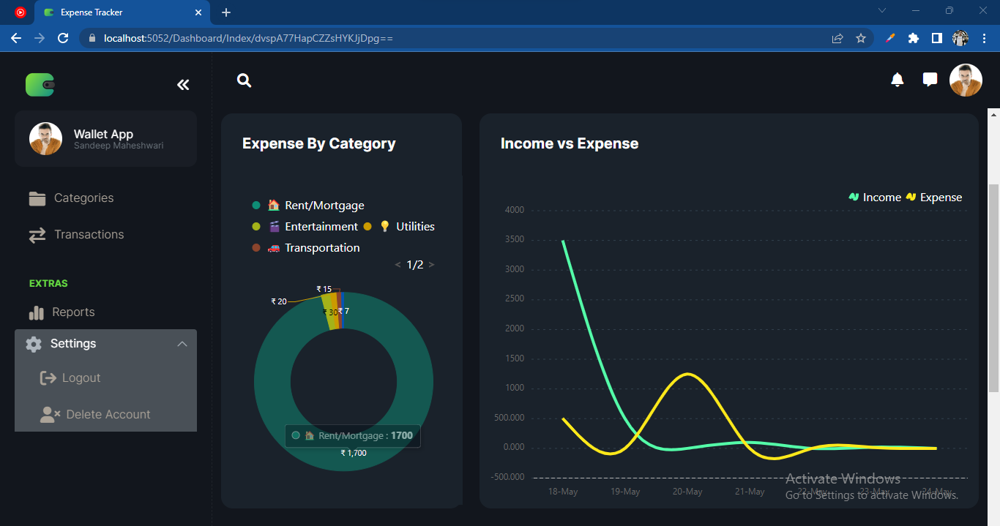 Expense Tracker
localhost:5052/Dashboard/Index/dvspA77HapCZZsHYKJjDpg==
Wallet App
Sandeep Maheshwari
Categories
Transactions
EXTRAS
Reports
Settings
Logout
Delete Account
Expense By Category
Rent/Mortgage
Entertainment Utilities
Transportation
< 1/2 >
₹ 15
₹ 20
₹ 30 ₹ 7
Rent/Mortgage : 1700
₹ 1,700
Income vs Expense
Income Expense
4000
3500
3000
2500
2000
1500
1000
500.000
0.000
-500.000
18-May 19-May 20-May 21-May 22-May 23-May 24-May
Activate Windows
Go to Settings to activate Windows.